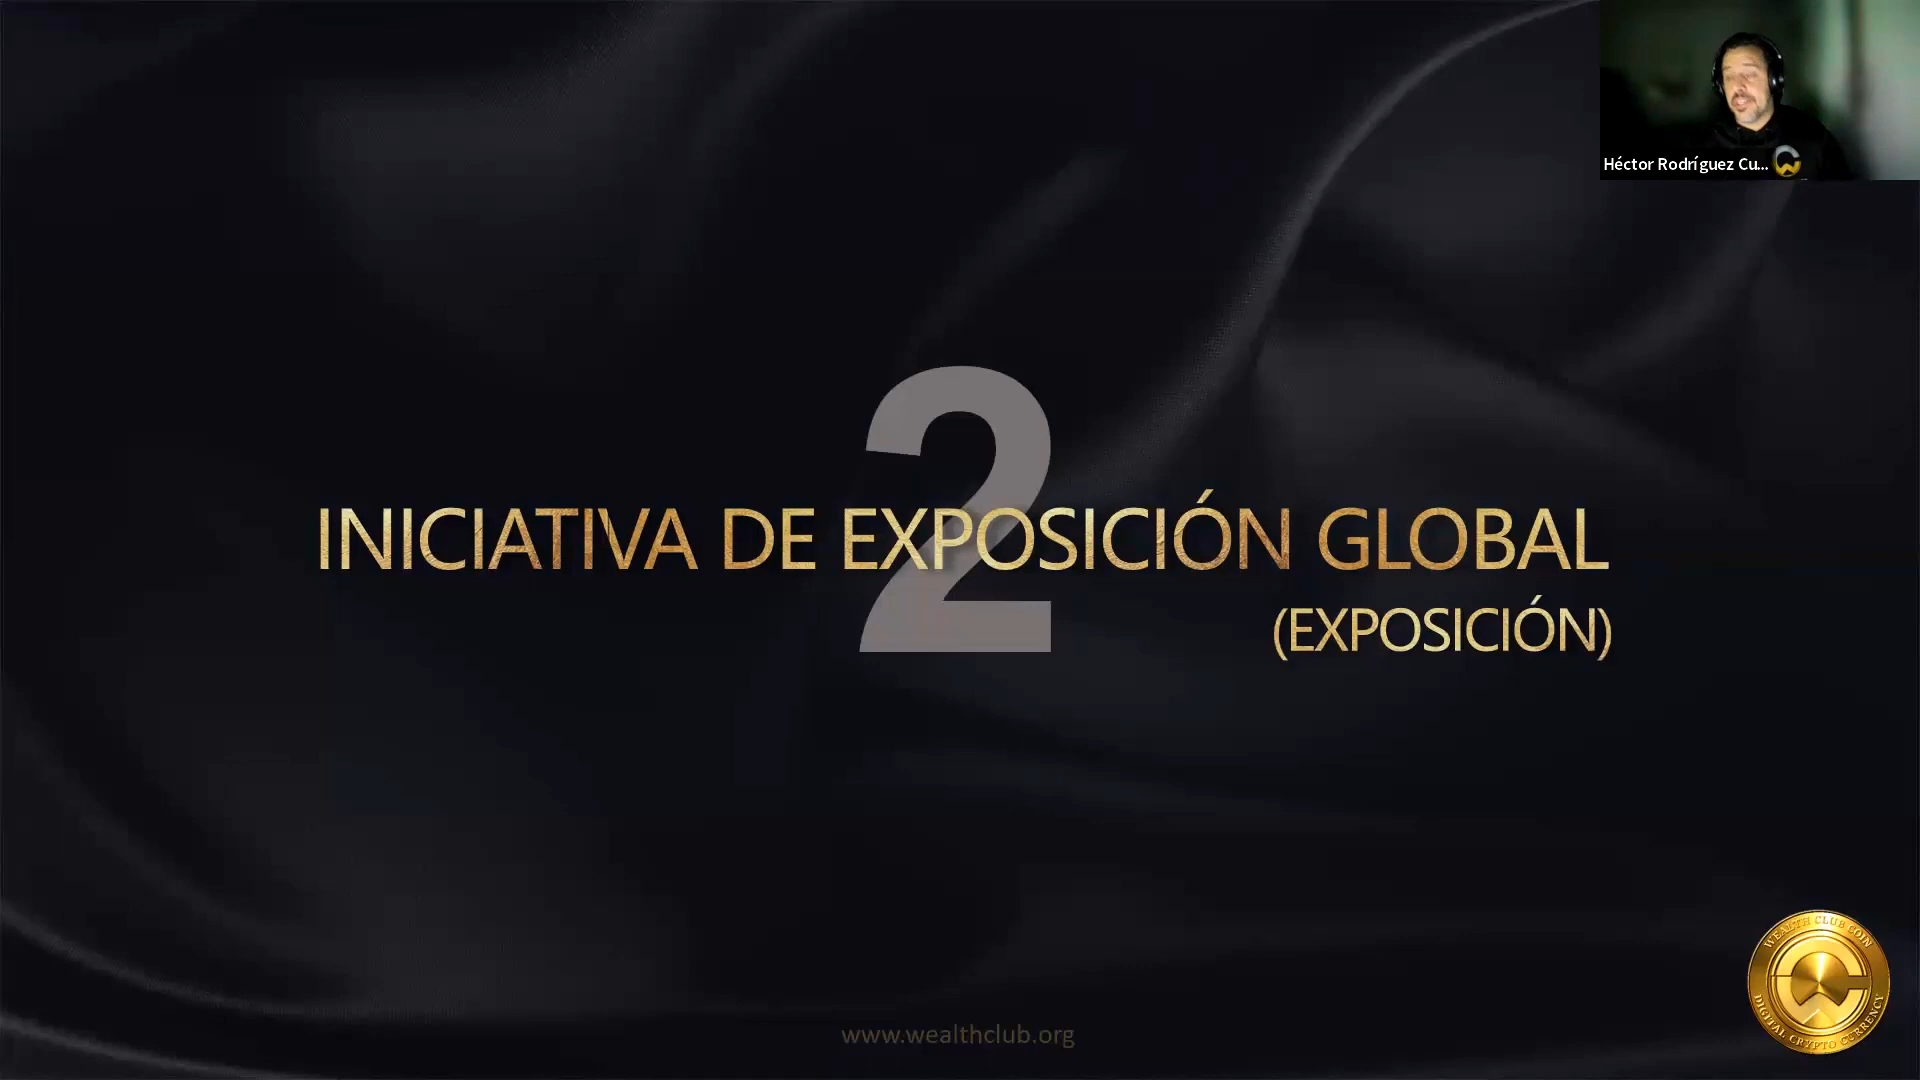 Héctor Rodríguez Cu...
2
INICIATIVA DE EXPOSICIÓN GLOBAL
(EXPOSICIÓN)
WEALTH CLUB COIN
DIGITAL CRYPTO CURRENCY
www.wealthclub.org